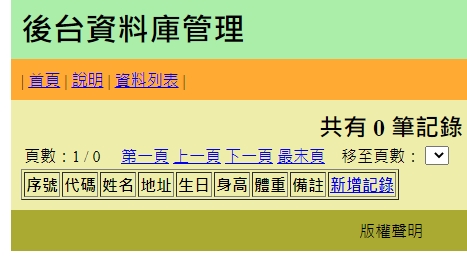 後台資料庫管理
| 首頁 | 說明 | 資料列表 |
共有 0 筆記錄
頁數：1 / 0 第一頁 上一頁 下一頁 最末頁 移至頁數：
序號 代碼 姓名 地址 生日 身高 體重 備註 新增記錄
版權聲明